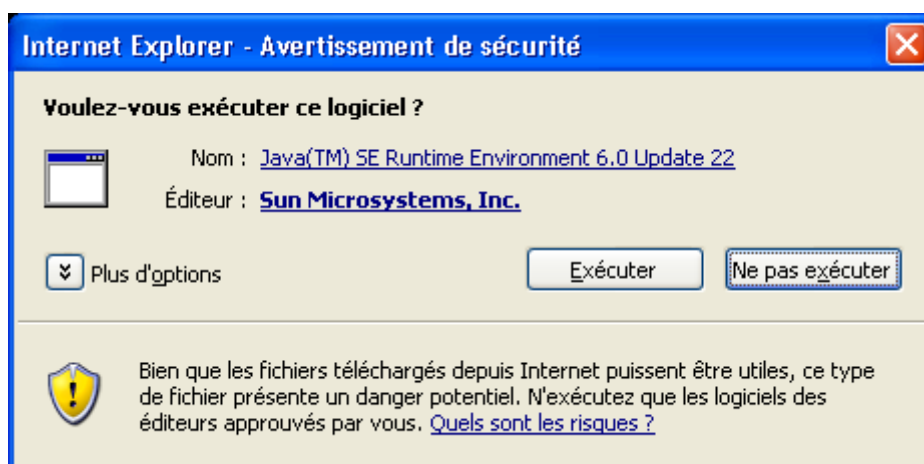 Internet Explorer - Avertissement de sécurité
Voulez-vous exécuter ce logiciel ?
Nom : Java(TM) SE Runtime Environment 6.0 Update 22
Éditeur : Sun Microsystems, Inc.
Plus d'options
Exécuter
Ne pas exécuter
Bien que les fichiers téléchargés depuis Internet puissent être utiles, ce type
de fichier présente un danger potentiel. N'exécutez que les logiciels des
éditeurs approuvés par vous. Quels sont les risques ?